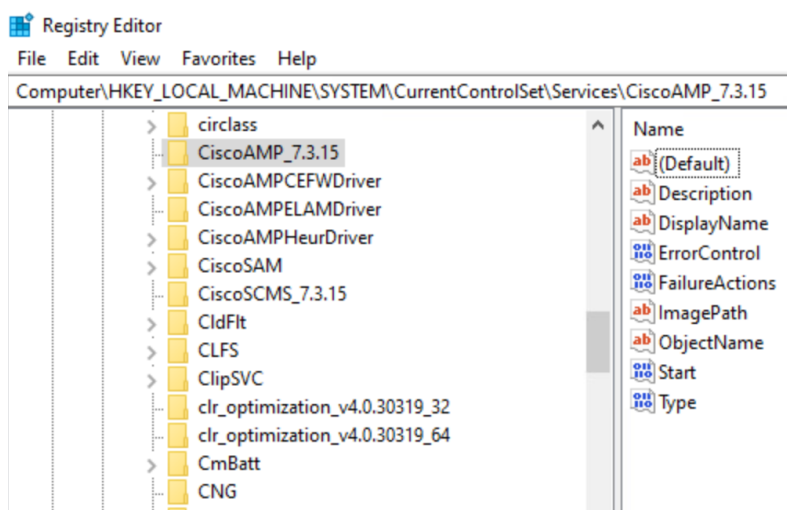 Registry Editor
File Edit View Favorites Help
Computer\HKEY_LOCAL_MACHINE\SYSTEM\CurrentControlSet\Services\CiscoAMP_7.3.15
circlass
CiscoAMP_7.3.15
CiscoAMPCEFWDriver
CiscoAMPELAMDriver
CiscoAMPHeurDriver
CiscoSAM
CiscoSCMS_7.3.15
CldFlt
CLFS
ClipSVC
clr_optimization_v4.0.30319_32
clr_optimization_v4.0.30319_64
CmBatt
CNG
Name
(Default)
Description
DisplayName
ErrorControl
FailureActions
ImagePath
ObjectName
Start
Type